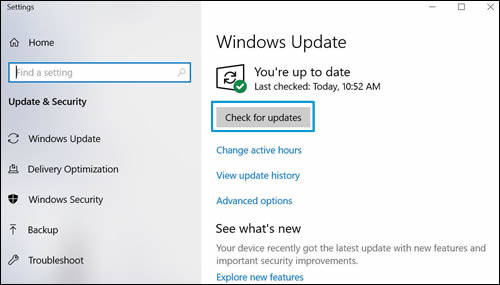 Settings
Home
Find a setting
Update & Security
Windows Update
Delivery Optimization
Windows Security
Backup
Troubleshoot
Windows Update
You're up to date
Last checked: Today, 10:52 AM
Check for updates
Change active hours
View update history
Advanced options
See what's new
Your device recently got the latest update with new features and
important security improvements.
Explore new features